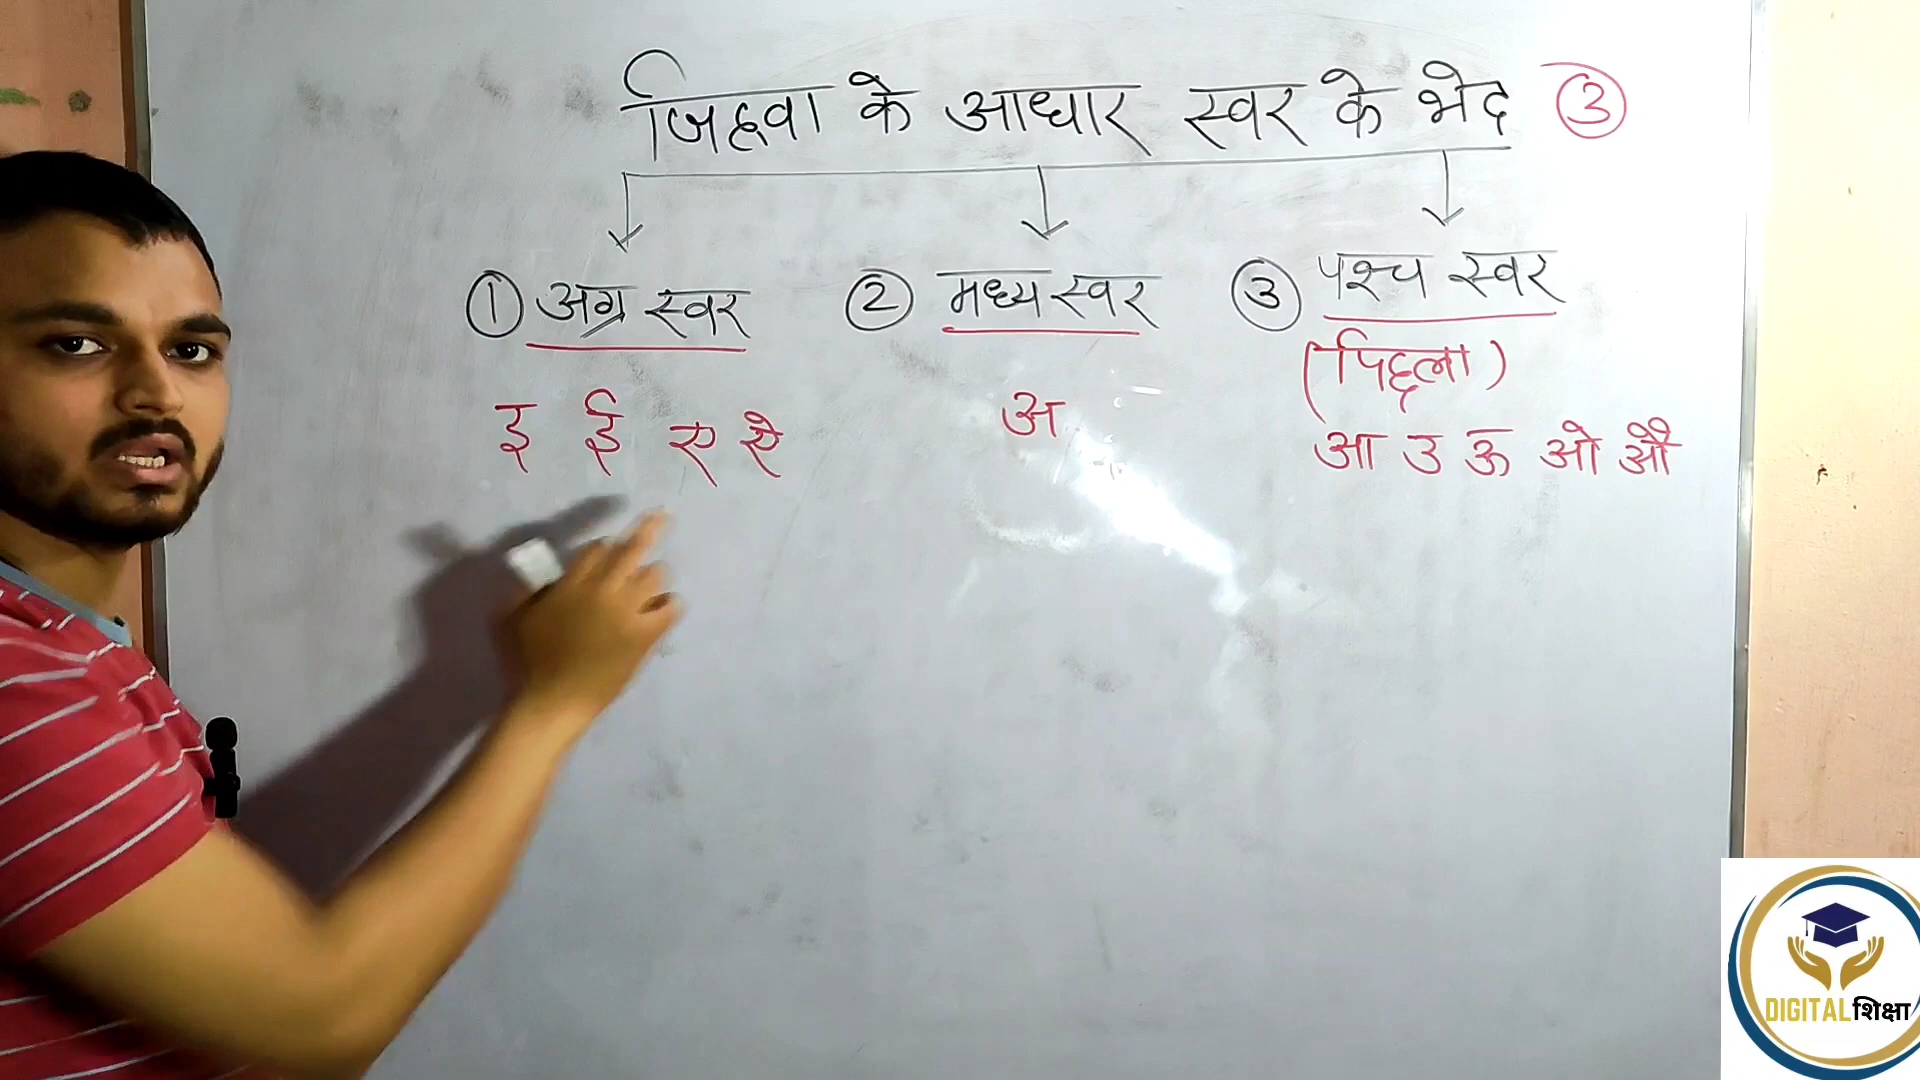 जिह्वा के आधार स्वर के भेद ③
① अग्र स्वर ② मध्य स्वर ③ पश्च स्वर
(पिछला)
इ ई ए ऐ अ आ उ ऊ ओ औ
DIGITAL शिक्षा